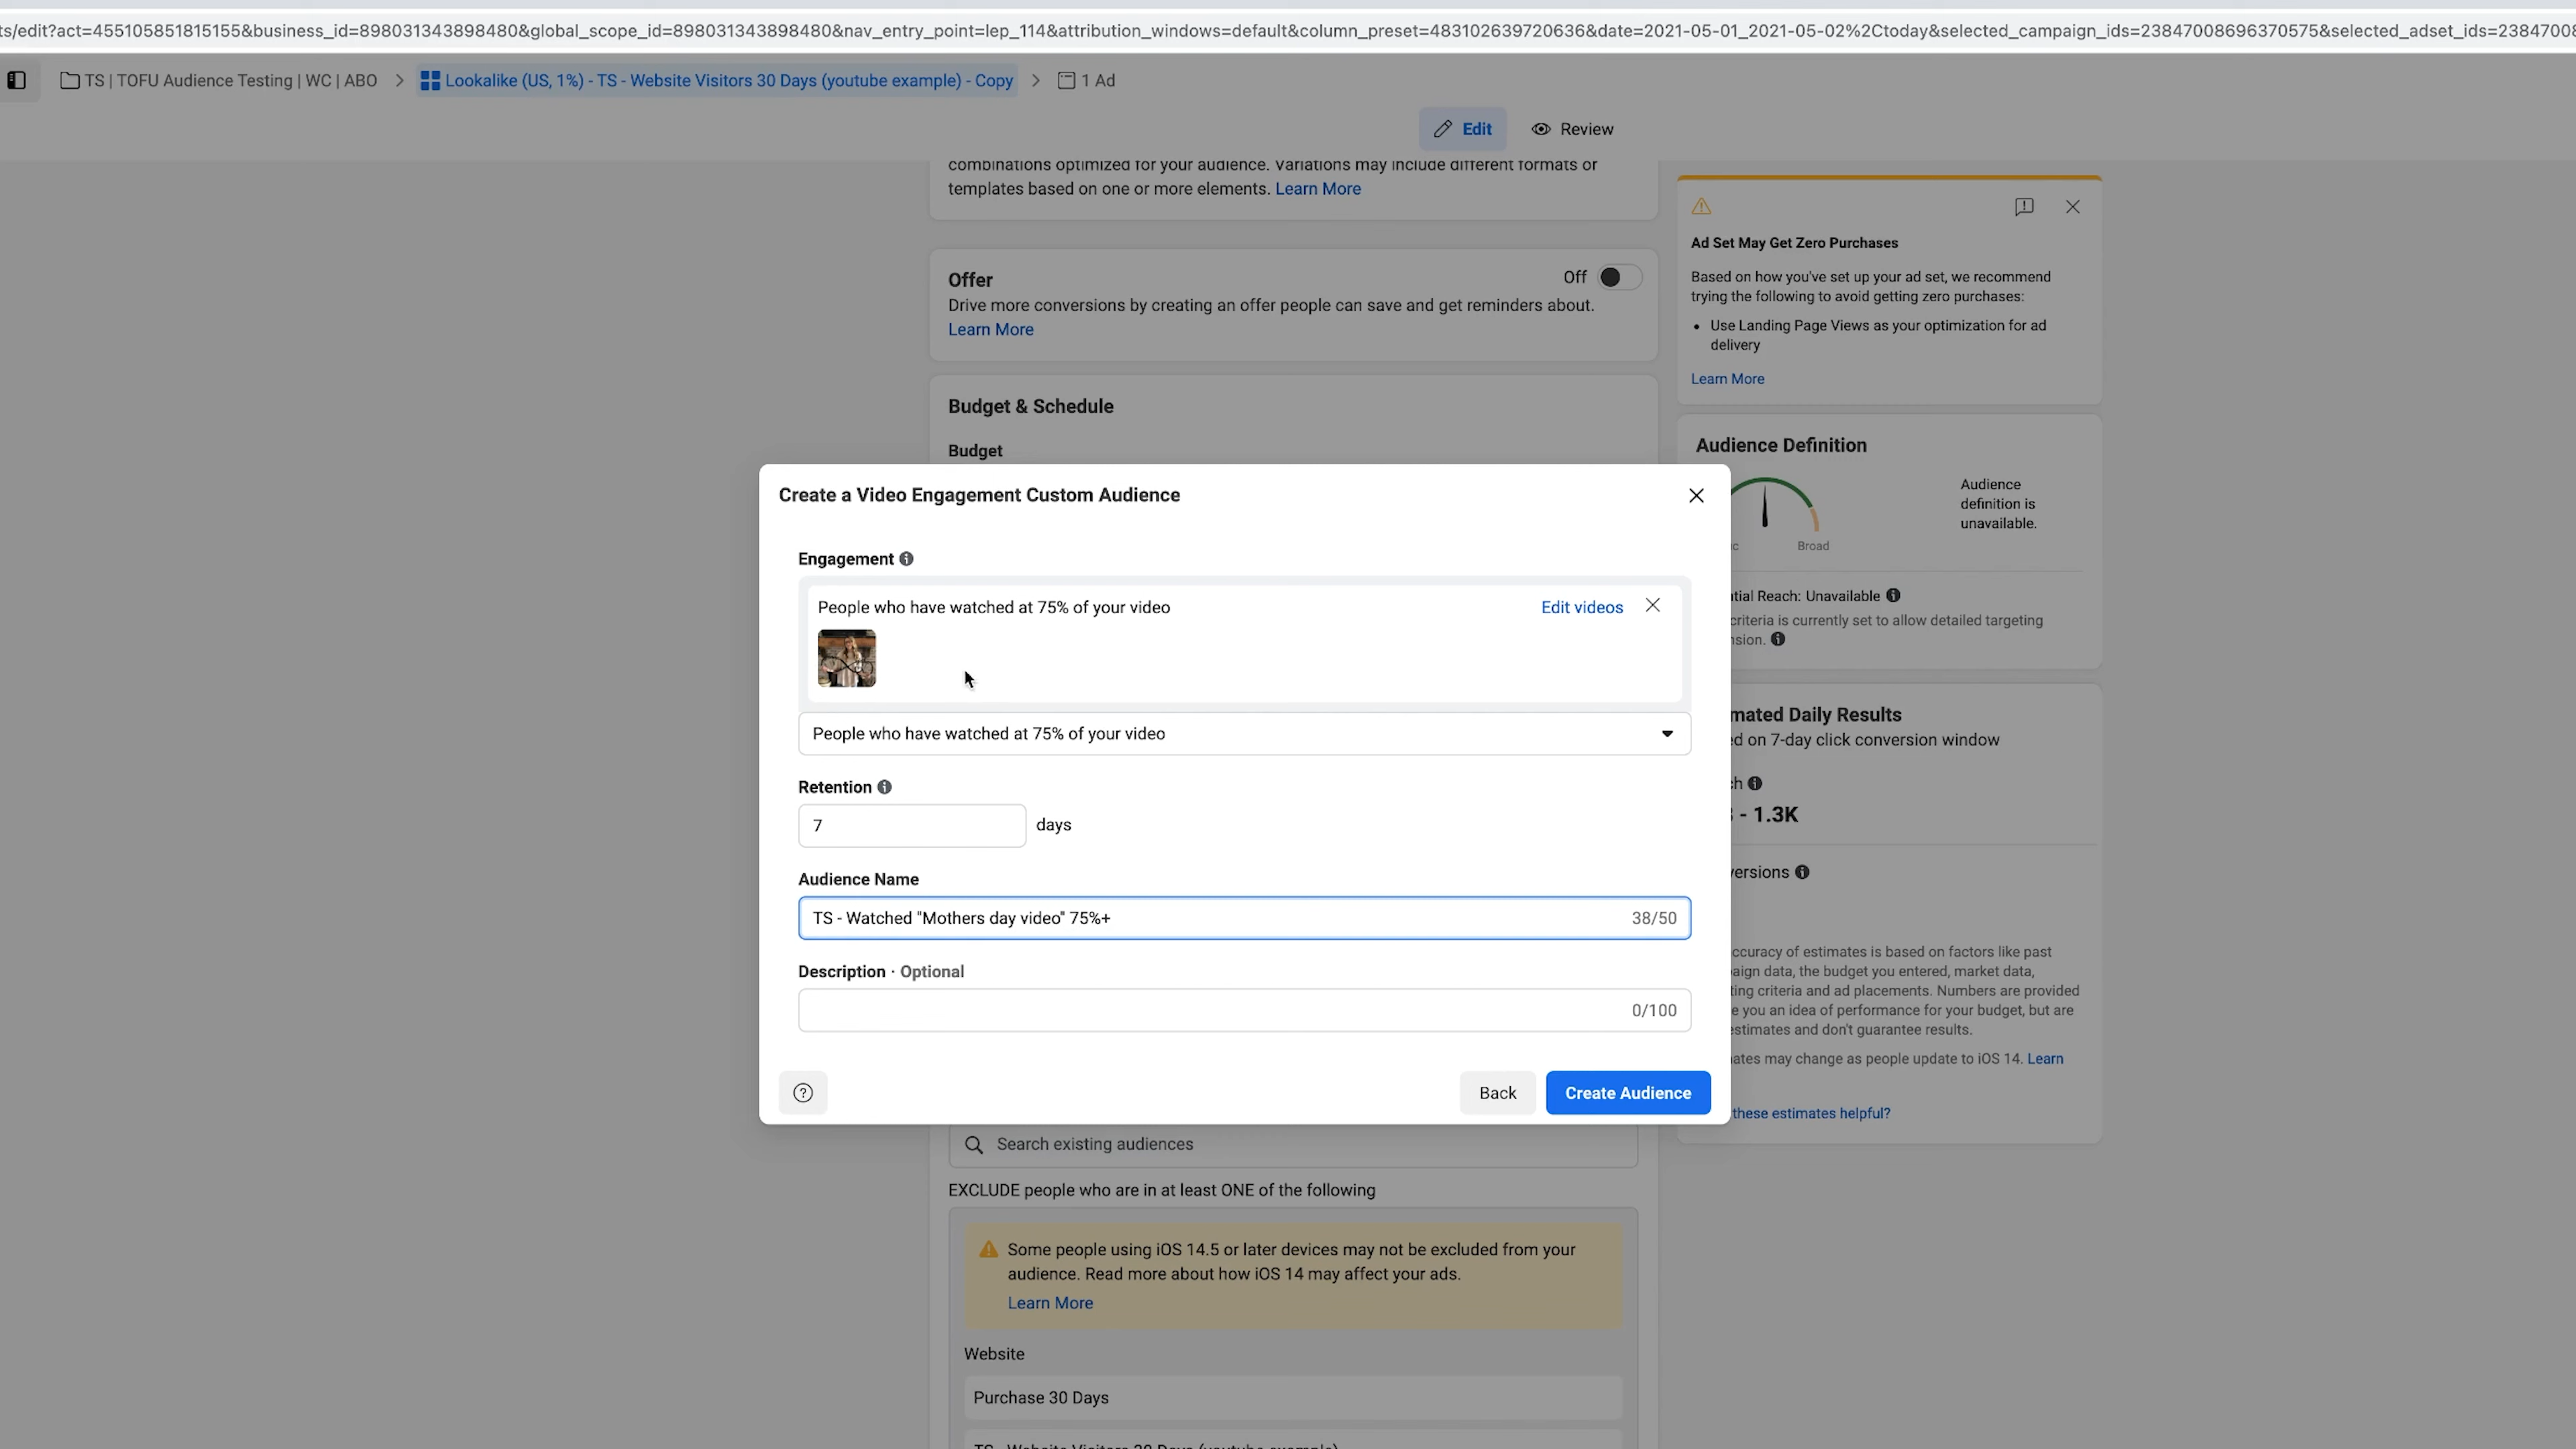 ts/edit?act=455105851815155&business_id=898031343898480&global_scope_id=898031343898480&nav_entry_point=lep_114&attribution_windows=default&column_preset=483102639720636&date=2021-05-01_2021-05-02%2Ctoday&selected_campaign_ids=23847008696370575&selected_adset_ids=23847008
TS | TOFU Audience Testing | WC | ABO
Lookalike (US, 1%) - TS - Website Visitors 30 Days (youtube example) - Copy
1 Ad
Edit
Review
combinations optimized for your audience. Variations may include different formats or
templates based on one or more elements. Learn More
Offer
Off
Drive more conversions by creating an offer people can save and get reminders about.
Learn More
Budget & Schedule
Budget
Ad Set May Get Zero Purchases
Based on how you've set up your ad set, we recommend
trying the following to avoid getting zero purchases:
• Use Landing Page Views as your optimization for ad
delivery
Learn More
Audience Definition
Audience
definition is
unavailable.
Broad
tial Reach: Unavailable
criteria is currently set to allow detailed targeting
nsion.
mated Daily Results
ed on 7-day click conversion window
ch
- 1.3K
versions
ccuracy of estimates is based on factors like past
aign data, the budget you entered, market data,
ting criteria and ad placements. Numbers are provided
e you an idea of performance for your budget, but are
estimates and don't guarantee results.
ates may change as people update to iOS 14. Learn
these estimates helpful?
Create a Video Engagement Custom Audience
Engagement
People who have watched at 75% of your video
Edit videos
People who have watched at 75% of your video
Retention
7
days
Audience Name
TS - Watched "Mothers day video" 75%+
38/50
Description · Optional
0/100
Back
Create Audience
Search existing audiences
EXCLUDE people who are in at least ONE of the following
Some people using iOS 14.5 or later devices may not be excluded from your
audience. Read more about how iOS 14 may affect your ads.
Learn More
Website
Purchase 30 Days
TS - Website Visitors 30 Days (youtube example)